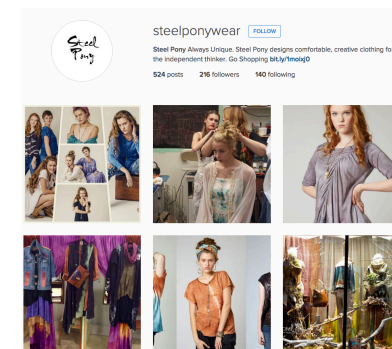 Steel
Pony
steelponywear FOLLOW
Steel Pony Always Unique. Steel Pony designs comfortable, creative clothing fo
the independent thinker. Go Shopping bit.ly/1moixj0
524 posts 216 followers 140 following